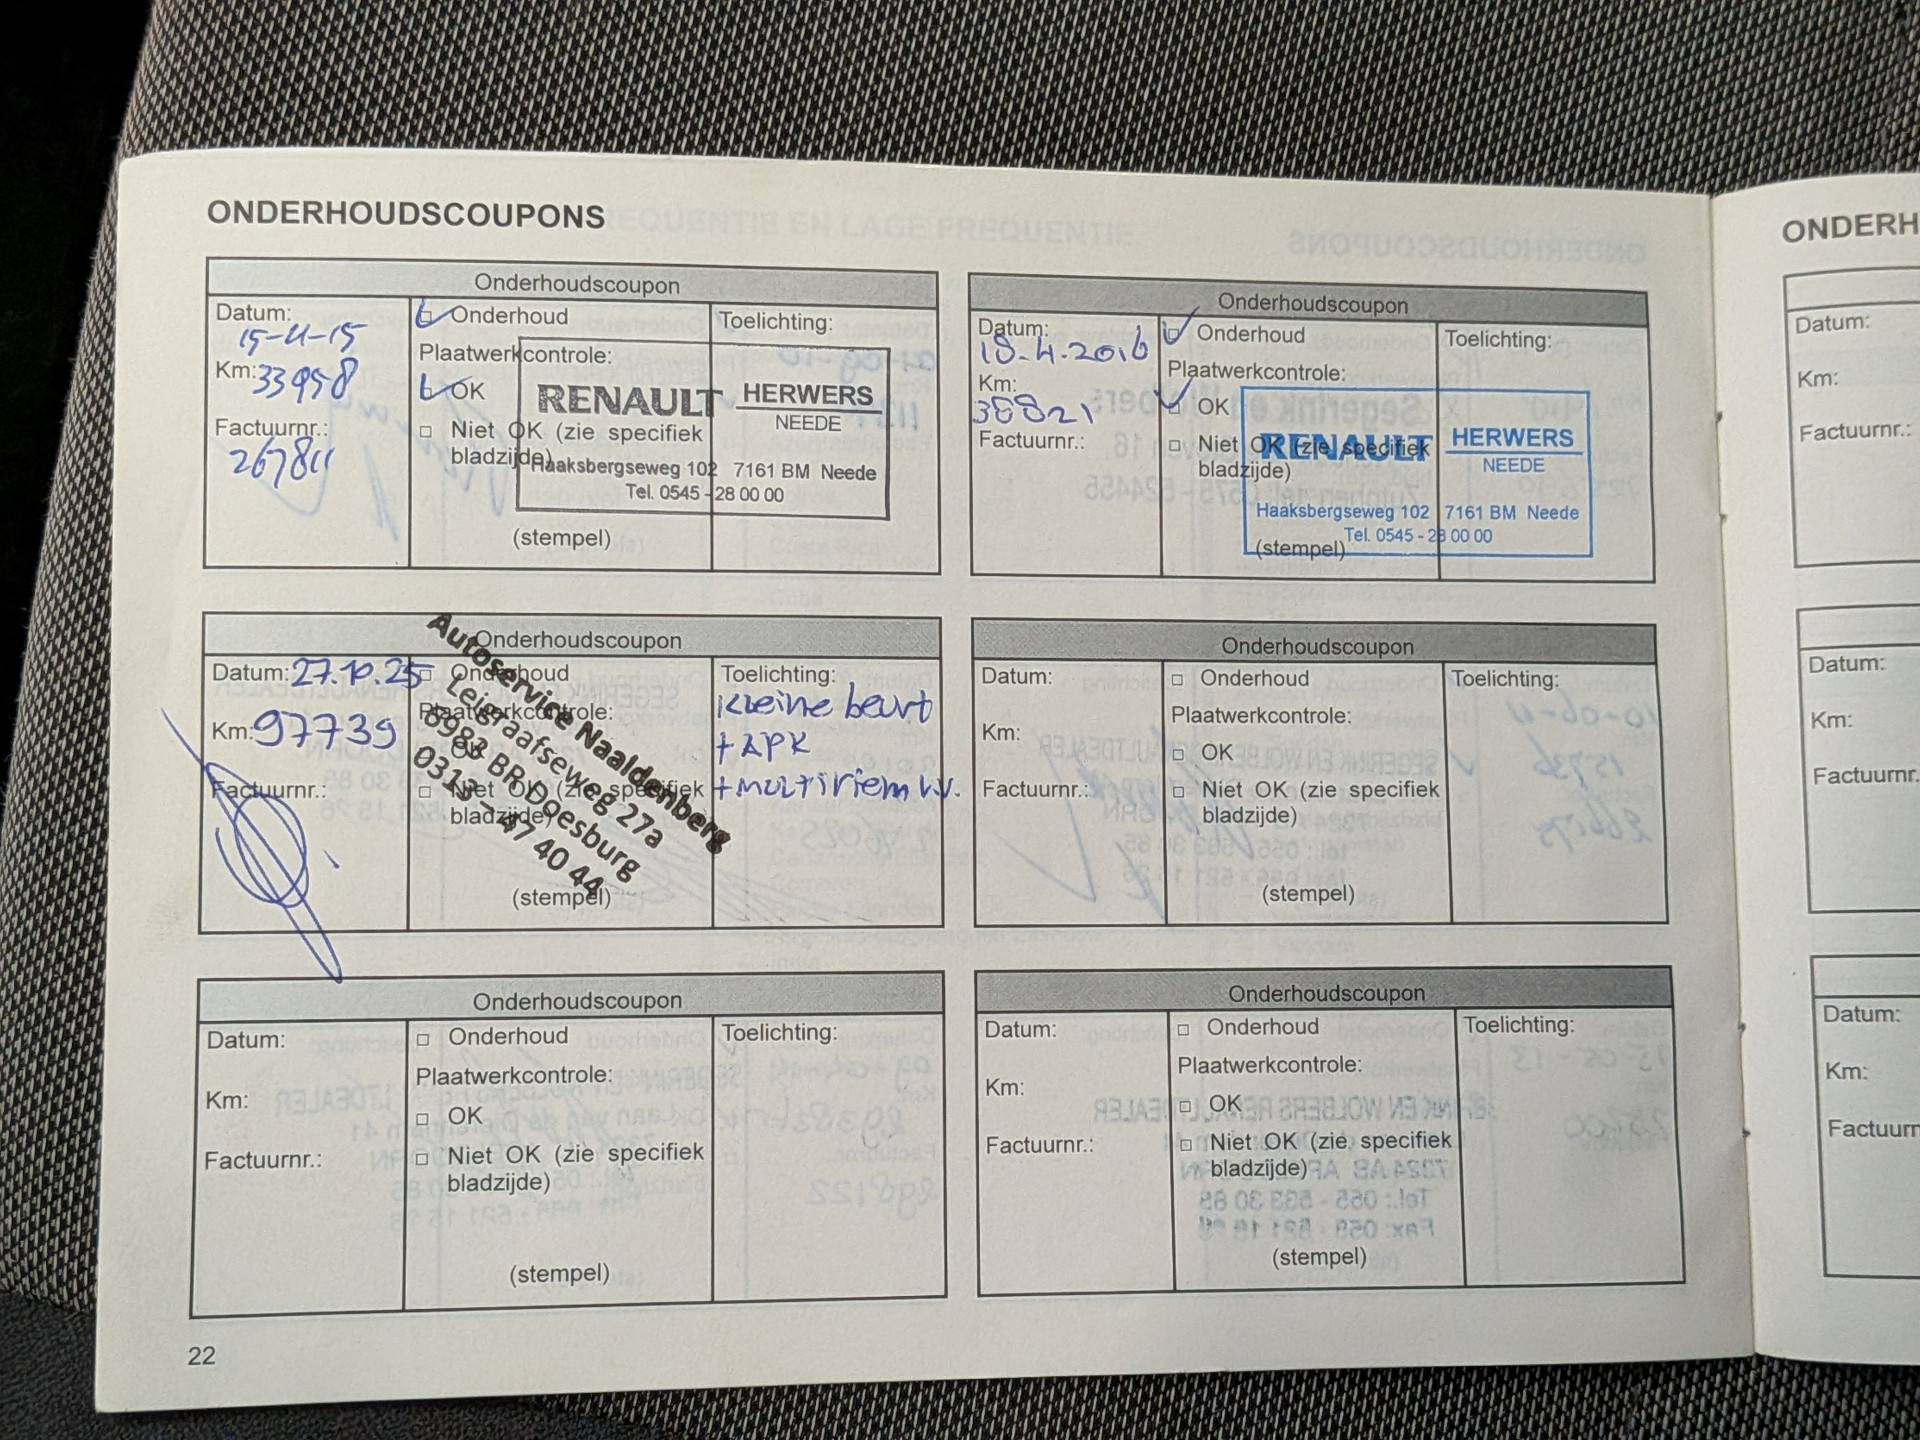 ONDERHOUDSCOUPONS
Onderhoudscoupon
Datum:
Km: 33958
Factuurnr.:
267811
Onderhoud
Plaatwerkcontrole:
OK
Niet OK (zie specifiek
bladzijde)
(stempel)
Toelichting:
RENAULT HERWERS
NEEDE
Haaksbergseweg 102 7161 BM Neede
Tel. 0545 - 28 00 00
Onderhoudscoupon
Datum:
18.4.2016
Km:
38821
Factuurnr.:
Onderhoud
Plaatwerkcontrole:
OK
Niet OK (zie specifiek
bladzijde)
(stempel)
Toelichting:
RENAULT HERWERS
NEEDE
Haaksbergseweg 102 7161 BM Neede
Tel. 0545 - 28 00 00
Onderhoudscoupon
Datum: 27.10.25
Km: 97739
Factuurnr.:
Onderhoud
Plaatwerkcontrole:
OK
Niet OK (zie specifiek
bladzijde)
(stempel)
Autoservice Naaldenberg
Leigraafseweg 27a
6983 BR Doesburg
0313 - 47 40 44
Toelichting:
kleine beurt
+ APK
+ multiriem v.v.
Onderhoudscoupon
Datum:
Km:
Factuurnr.:
Onderhoud
Plaatwerkcontrole:
OK
Niet OK (zie specifiek
bladzijde)
(stempel)
Toelichting:
Onderhoudscoupon
Datum:
Km:
Factuurnr.:
Onderhoud
Plaatwerkcontrole:
OK
Niet OK (zie specifiek
bladzijde)
(stempel)
Toelichting:
Onderhoudscoupon
Datum:
Km:
Factuurnr.:
Onderhoud
Plaatwerkcontrole:
OK
Niet OK (zie specifiek
bladzijde)
(stempel)
Toelichting:
22
ONDERH
Datum:
Km:
Factuurnr.:
Datum:
Km:
Factuurnr.
Datum:
Km:
Factuurn